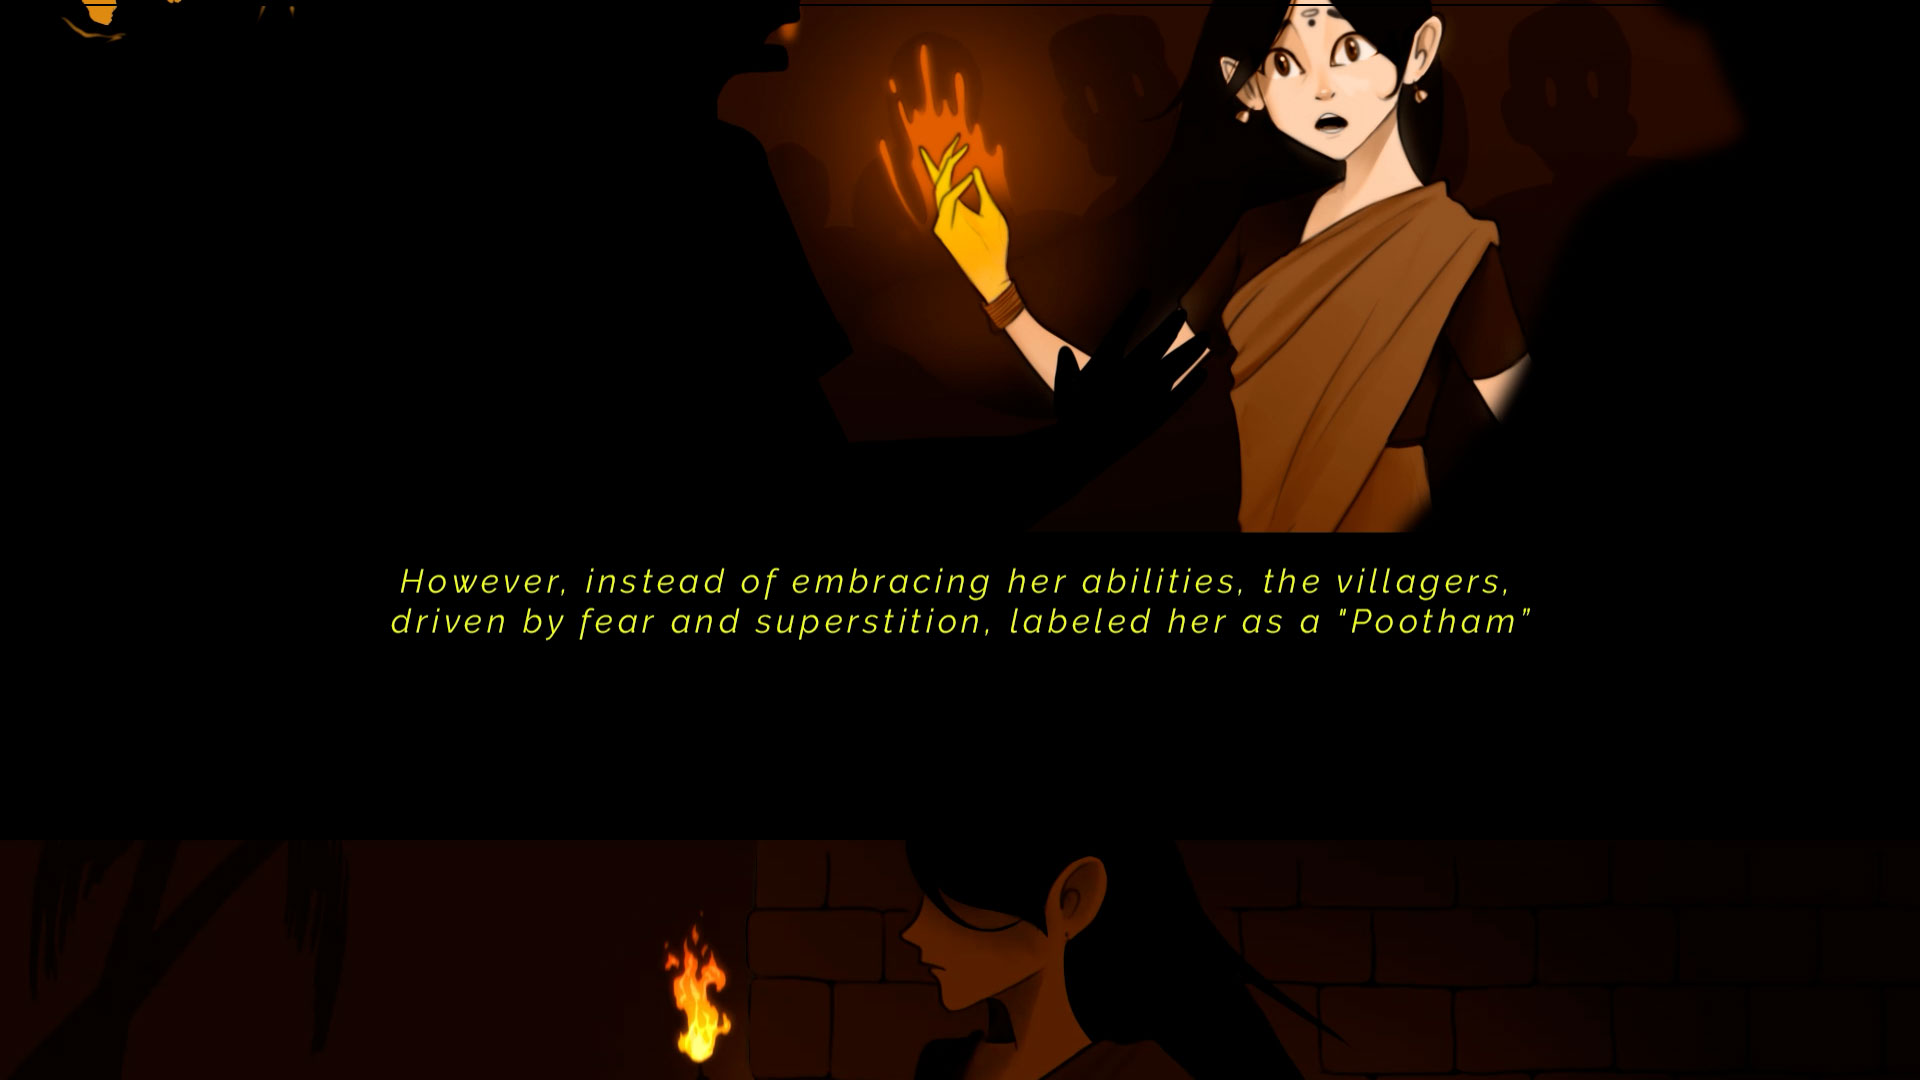 However, instead of embracing her abilities, the villagers,
driven by fear and superstition, labeled her as a "Pootham”